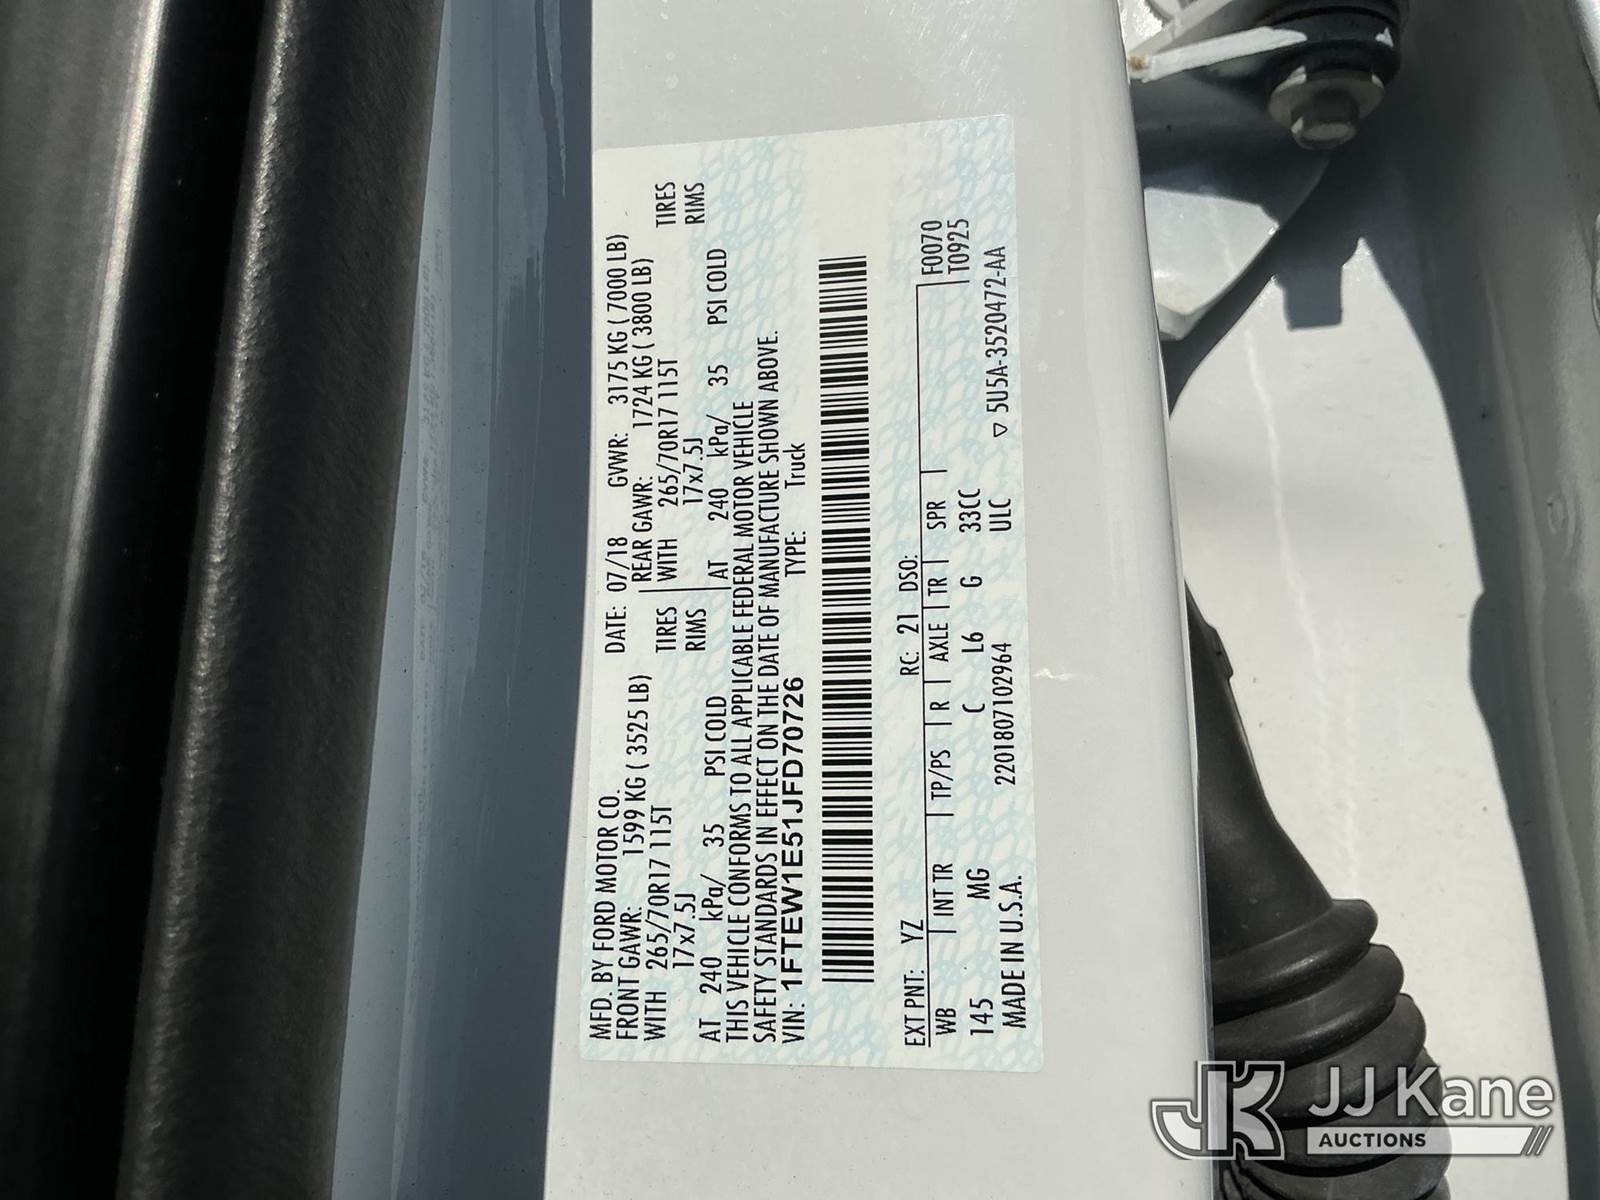 MFD. BY FORD MOTOR CO.
DATE: 07/18 GVWR: 3175 KG ( 7000 LB)
FRONT GAWR: 1599 KG ( 3525 LB) REAR GAWR: 1724 KG ( 3800 LB)
WITH 265/70R17 115T TIRES WITH 265/70R17 115T TIRES
17x7.5J RIMS 17x7.5J RIMS
AT 240 kPa/ 35 PSI COLD AT 240 kPa/ 35 PSI COLD
THIS VEHICLE CONFORMS TO ALL APPLICABLE FEDERAL MOTOR VEHICLE
SAFETY STANDARDS IN EFFECT ON THE DATE OF MANUFACTURE SHOWN ABOVE.
VIN: 1FTEW1E51JFD70726 TYPE: Truck
EXT PNT: YZ RC: 21 DSO: F0070
WB INT TR TP/PS R AXLE TR SPR T0925
145 MG C L6 G 33CC
MADE IN U.S.A. 220180710296​4 ULC ▽ 5U5A-3520472-AA
JK JJ Kane
AUCTIONS